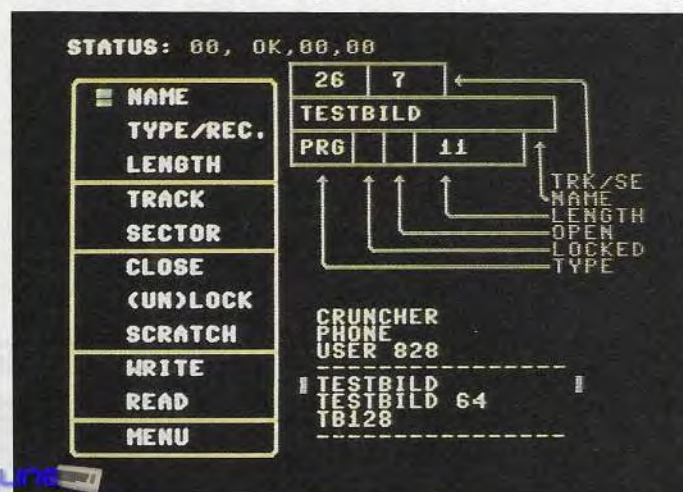 STATUS: 00, OK,00,00
NAME
TYPE/REC.
LENGTH
TRACK
SECTOR
CLOSE
(UN)LOCK
SCRATCH
WRITE
READ
MENU
26 7
TESTBILD
PRG 11
TRK/SE
NAME
LENGTH
OPEN
LOCKED
TYPE
CRUNCHER
PHONE
USER 828
TESTBILD
TESTBILD 64
TB128